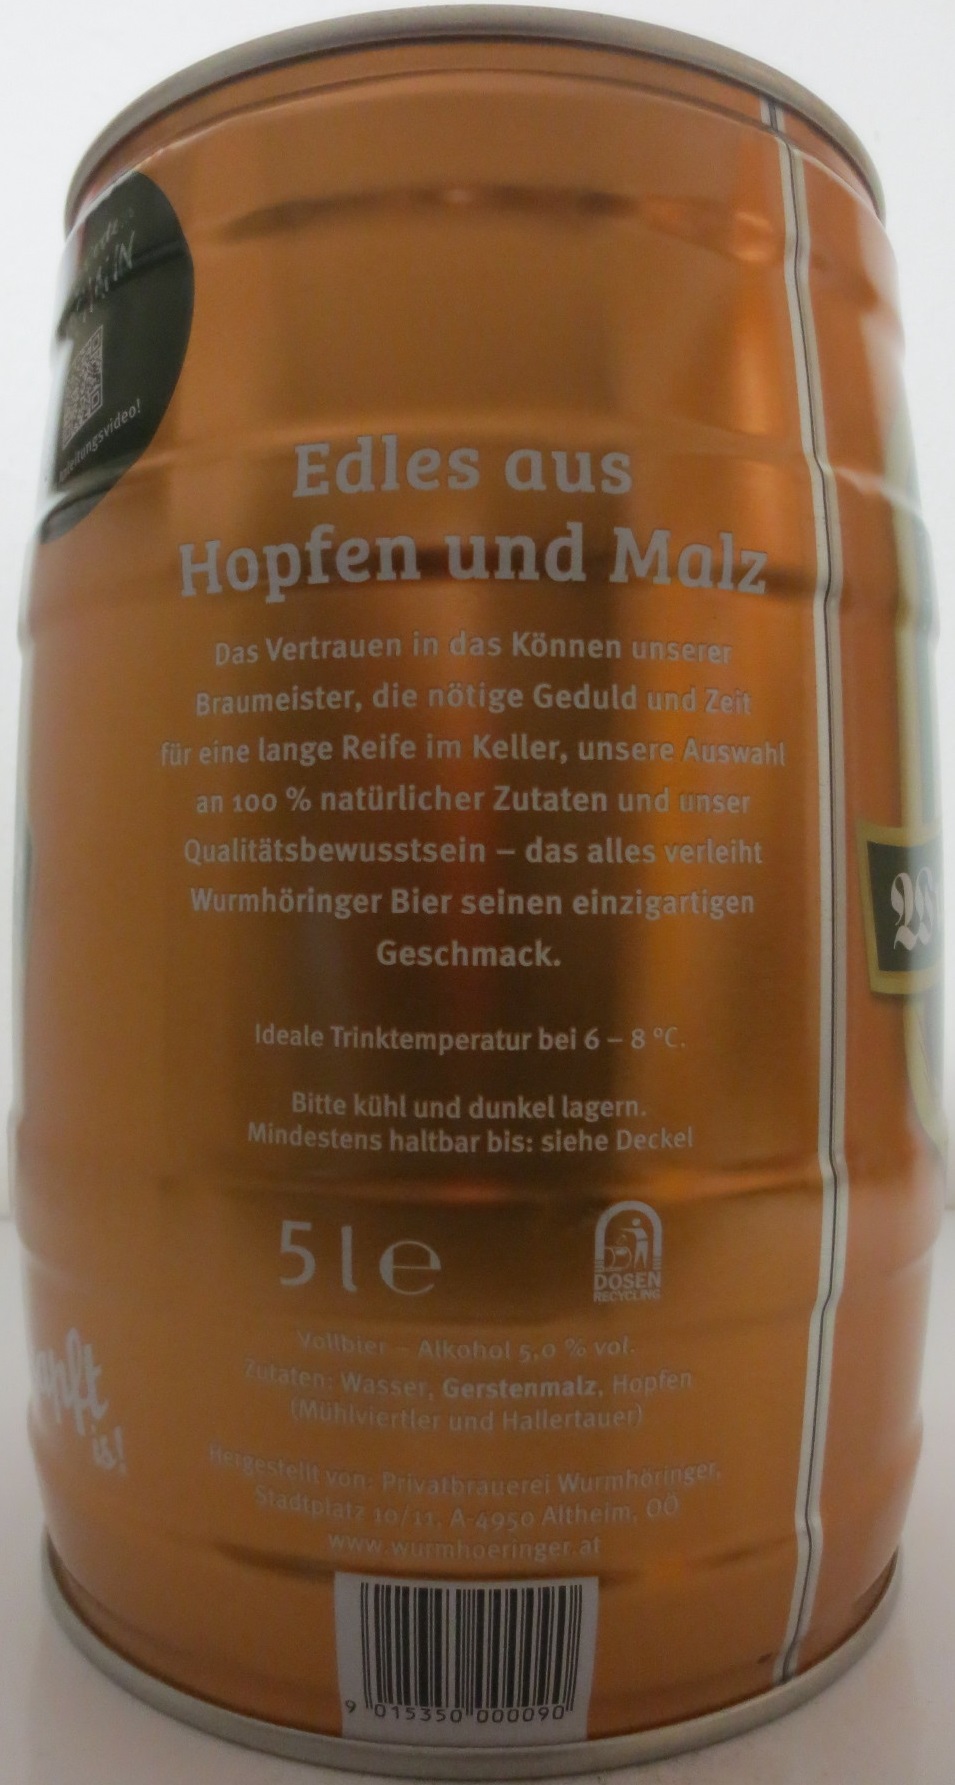 Anleitungsvideo!
Edles aus
Hopfen und Malz
Das Vertrauen in das Können unserer
Braumeister, die nötige Geduld und Zeit
für eine lange Reife im Keller, unsere Auswahl
an 100 % natürlicher Zutaten und unser
Qualitätsbewusstsein – das alles verleiht
Wurmhöringer Bier seinen einzigartigen
Geschmack.
Ideale Trinktemperatur bei 6 – 8 °C.
Bitte kühl und dunkel lagern.
Mindestens haltbar bis: siehe Deckel
5 l e
DOSEN
RECYCLING
Vollbier – Alkohol 5,0 % vol.
Zutaten: Wasser, Gerstenmalz, Hopfen
(Mühlviertler und Hallertauer)
Hergestellt von: Privatbrauerei Wurmhöringer,
Stadtplatz 10/11, A-4950 Altheim, OÖ
www.wurmhoeringer.at
is!
9 015350 000090